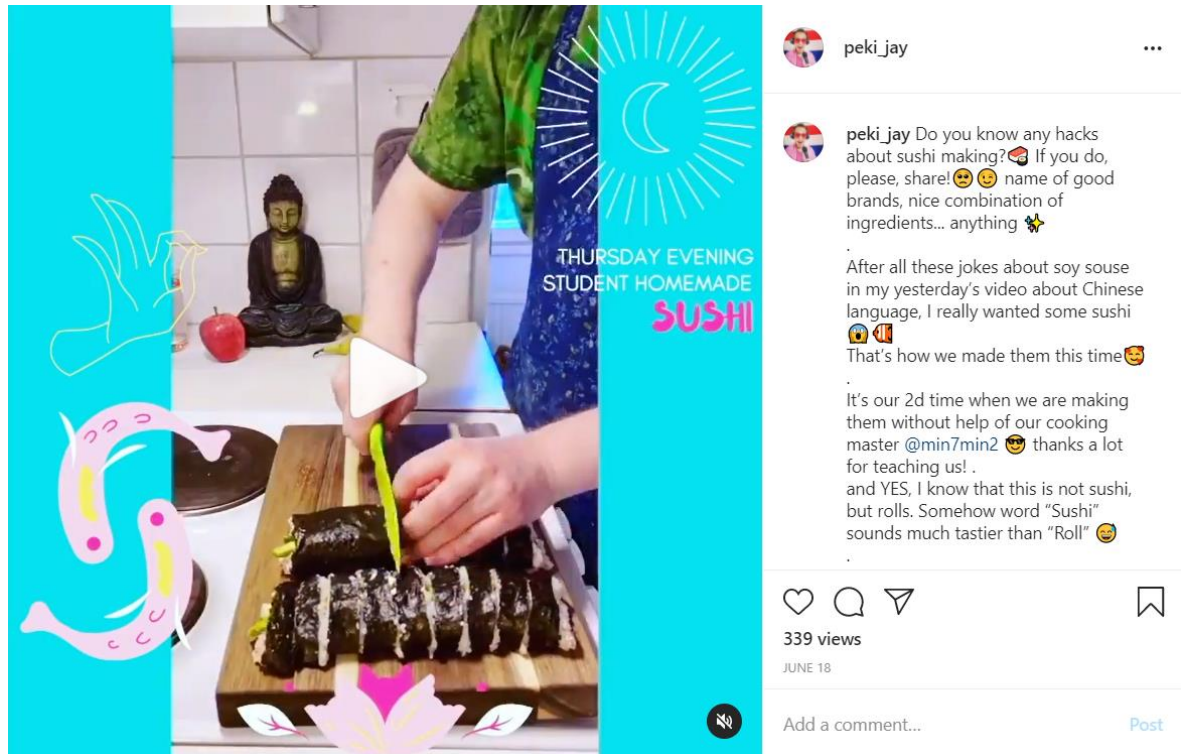 THURSDAY EVENING
STUDENT HOMEMADE
SUSHI
peki_jay
peki_jay Do you know any hacks
about sushi making?🍣 If you do,
please, share!🥺😉 name of good
brands, nice combination of
ingredients... anything ✨
.
After all these jokes about soy souse
in my yesterday's video about Chinese
language, I really wanted some sushi
😱🐠
That's how we made them this time🥰
.
It's our 2d time when we are making
them without help of our cooking
master @min7min2 😎 thanks a lot
for teaching us! .
and YES, I know that this is not sushi,
but rolls. Somehow word “Sushi”
sounds much tastier than “Roll” 😅
.
339 views
JUNE 18
Add a comment...
Post